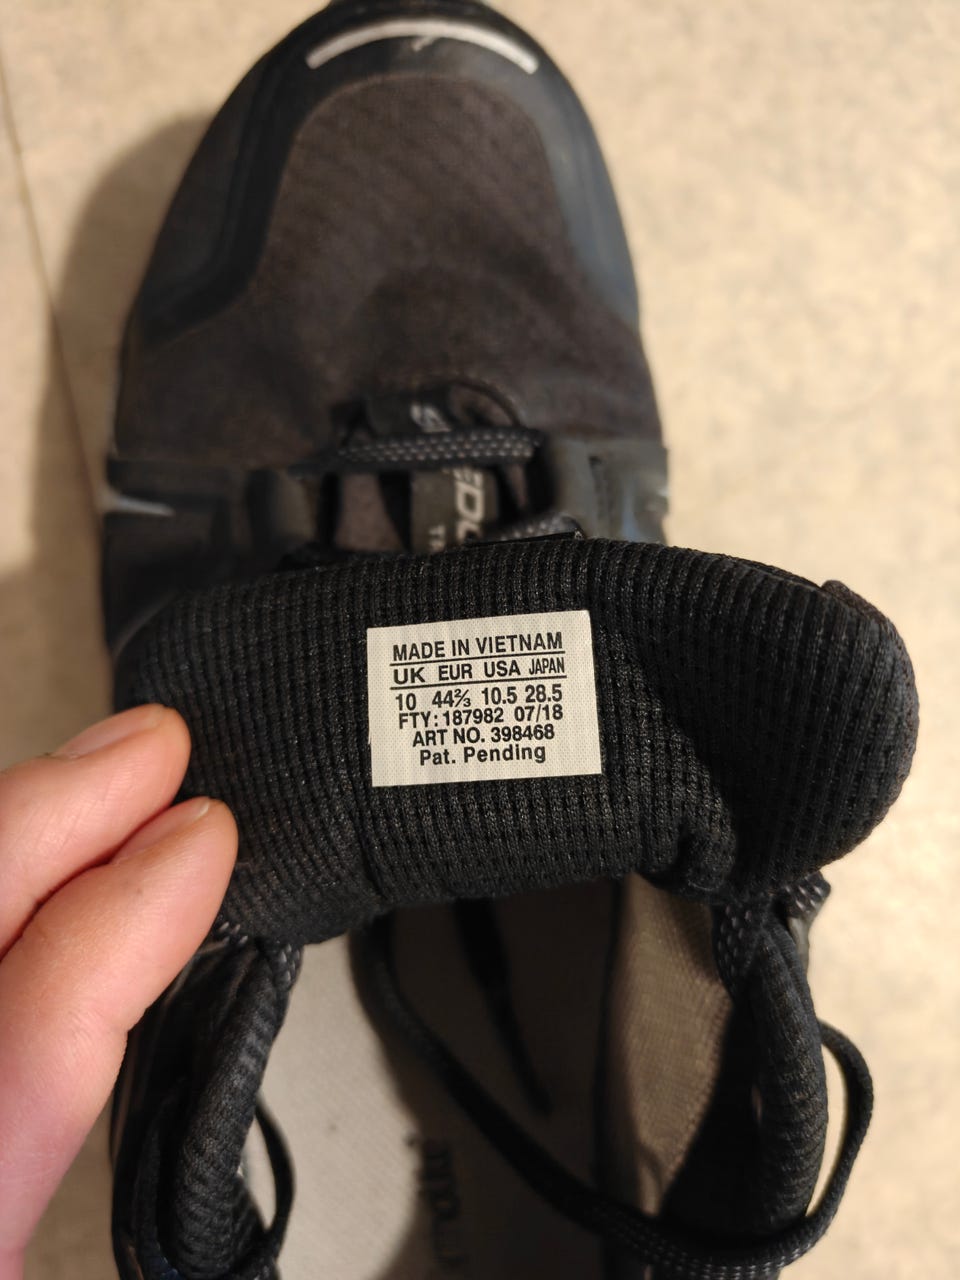 MADE IN VIETNAM
UK EUR USA JAPAN
10 44⅔ 10.5 28.5
FTY: 187982 07/18
ART NO. 398468
Pat. Pending